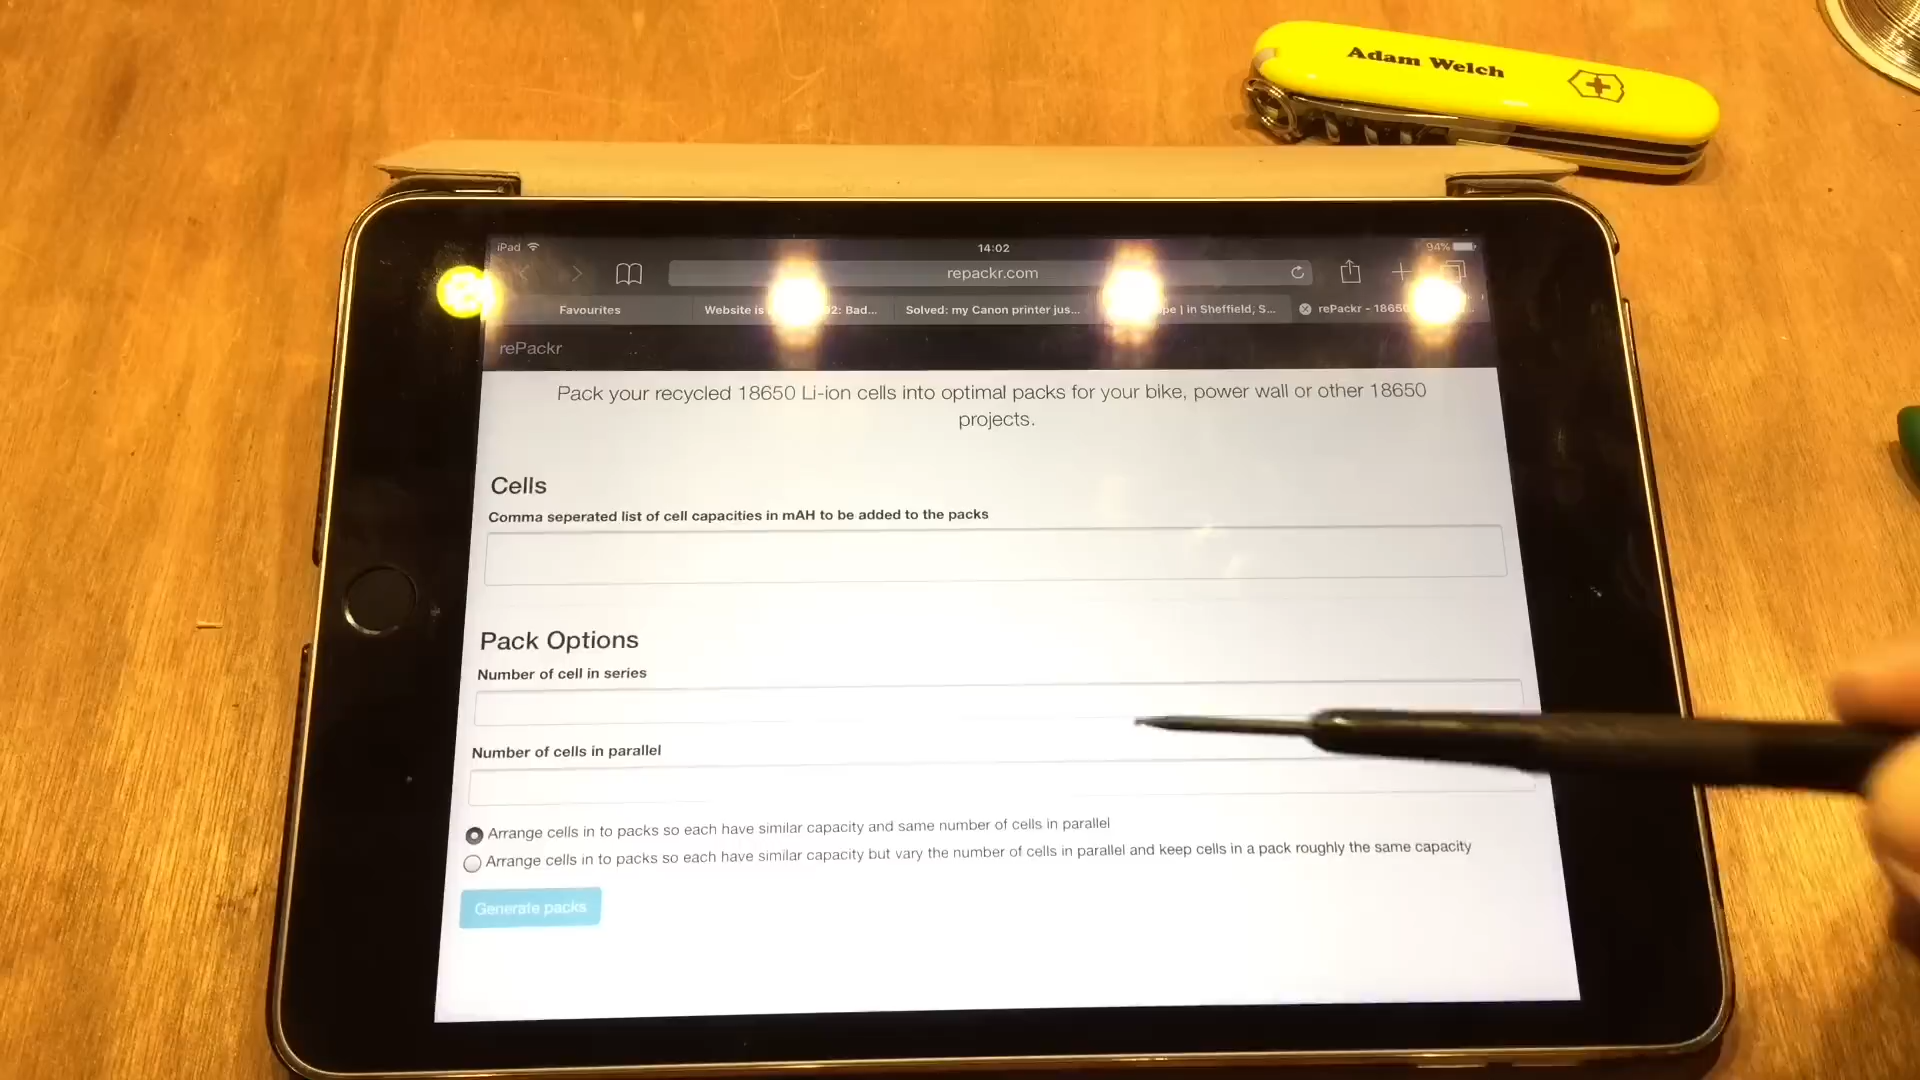 Adam Welch
iPad
14:02
94%
repackr.com
Favourites
Website is
02: Bad...
Solved: my Canon printer jus...
pe | in Sheffield, S...
rePackr - 1865
rePackr
Pack your recycled 18650 Li-ion cells into optimal packs for your bike, power wall or other 18650
projects.
Cells
Comma seperated list of cell capacities in mAH to be added to the packs
Pack Options
Number of cell in series
Number of cells in parallel
Arrange cells in to packs so each have similar capacity and same number of cells in parallel
Arrange cells in to packs so each have similar capacity but vary the number of cells in parallel and keep cells in a pack roughly the same capacity
Generate packs